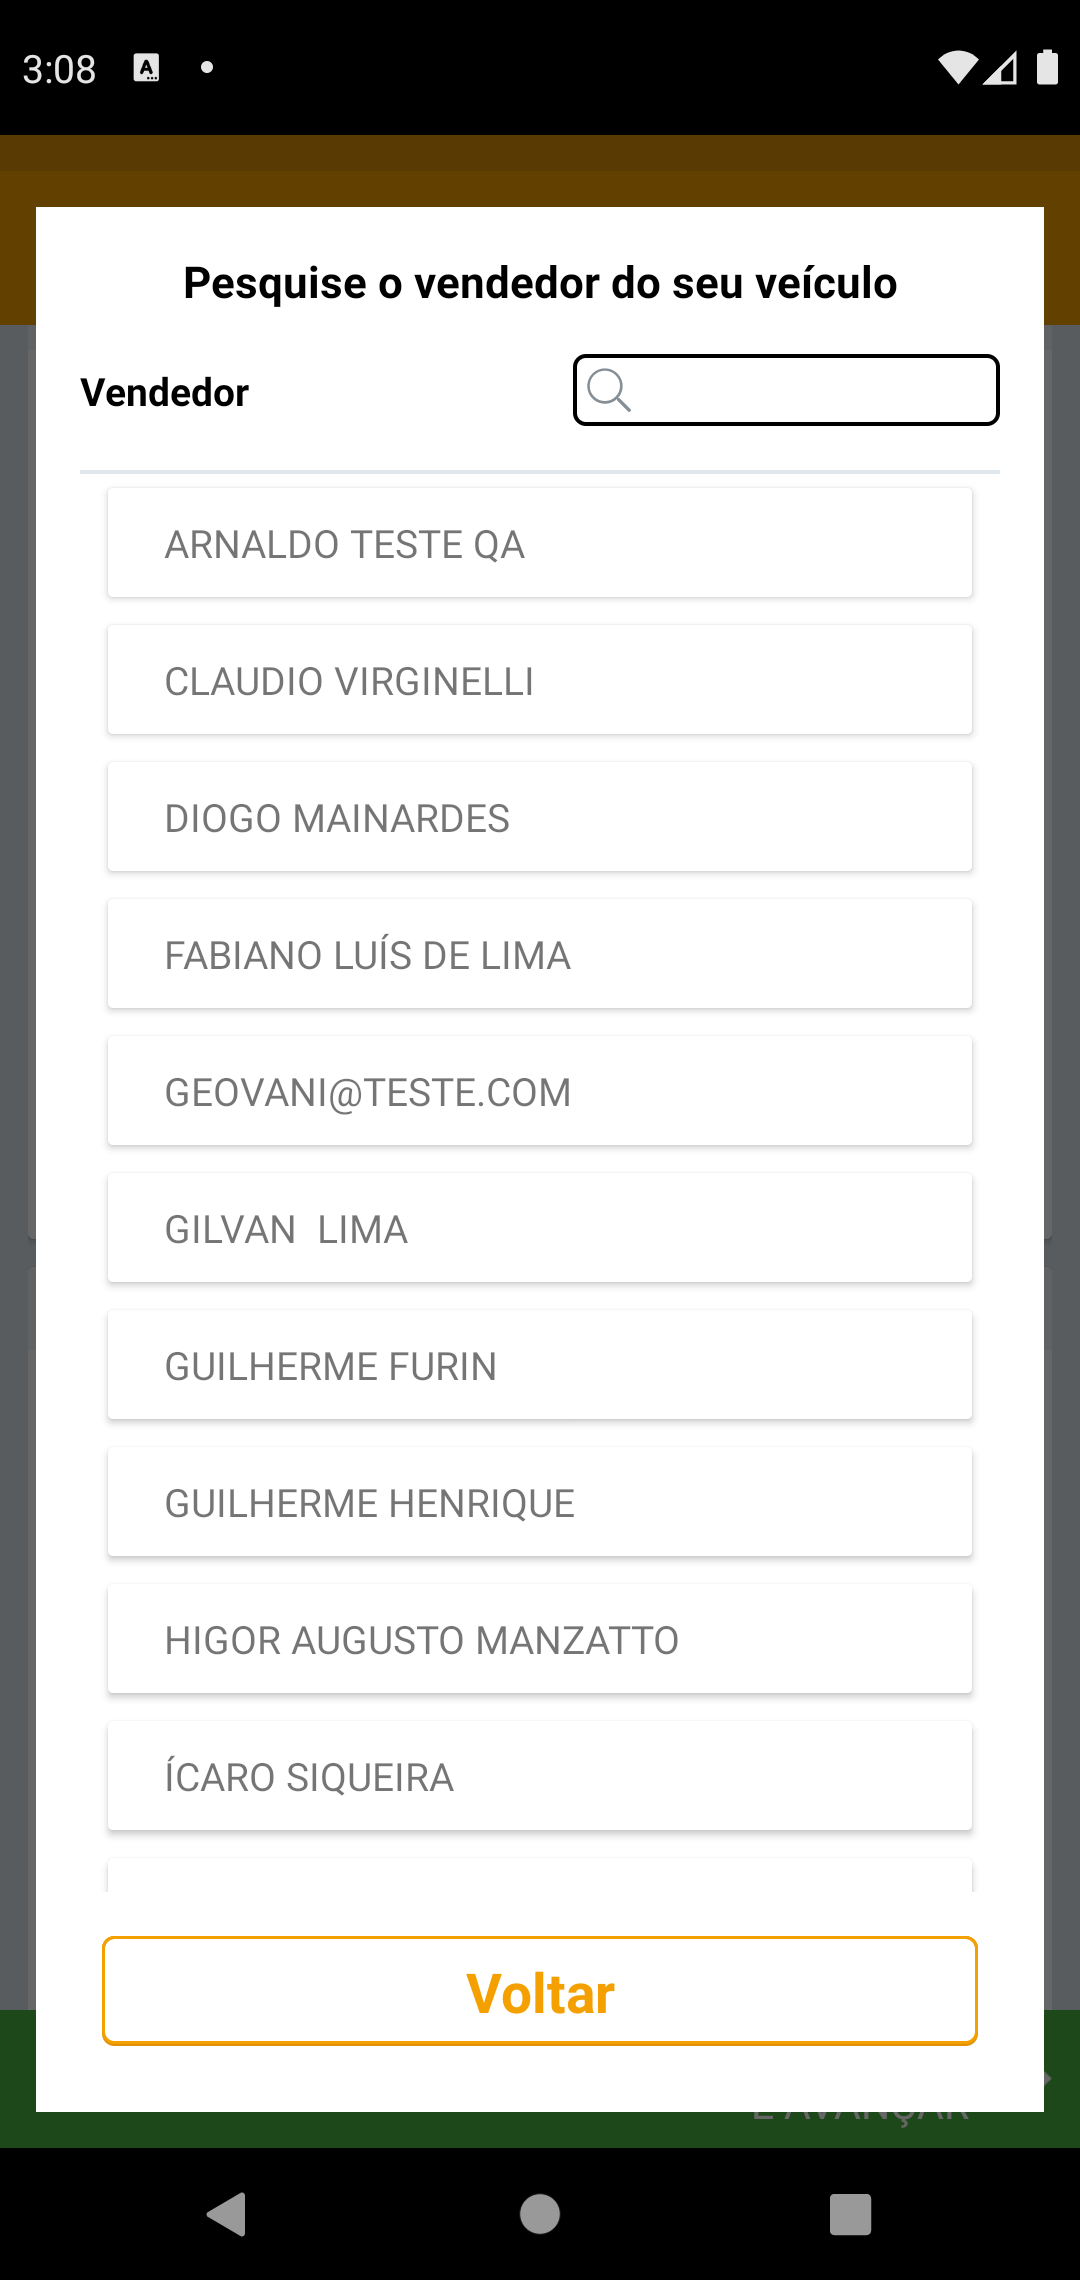 3:08
Pesquise o vendedor do seu veículo
Vendedor
ARNALDO TESTE QA
CLAUDIO VIRGINELLI
DIOGO MAINARDES
FABIANO LUÍS DE LIMA
GEOVANI@TESTE.COM
GILVAN  LIMA
GUILHERME FURIN
GUILHERME HENRIQUE
HIGOR AUGUSTO MANZATTO
ÍCARO SIQUEIRA
Voltar
E AVANÇAR